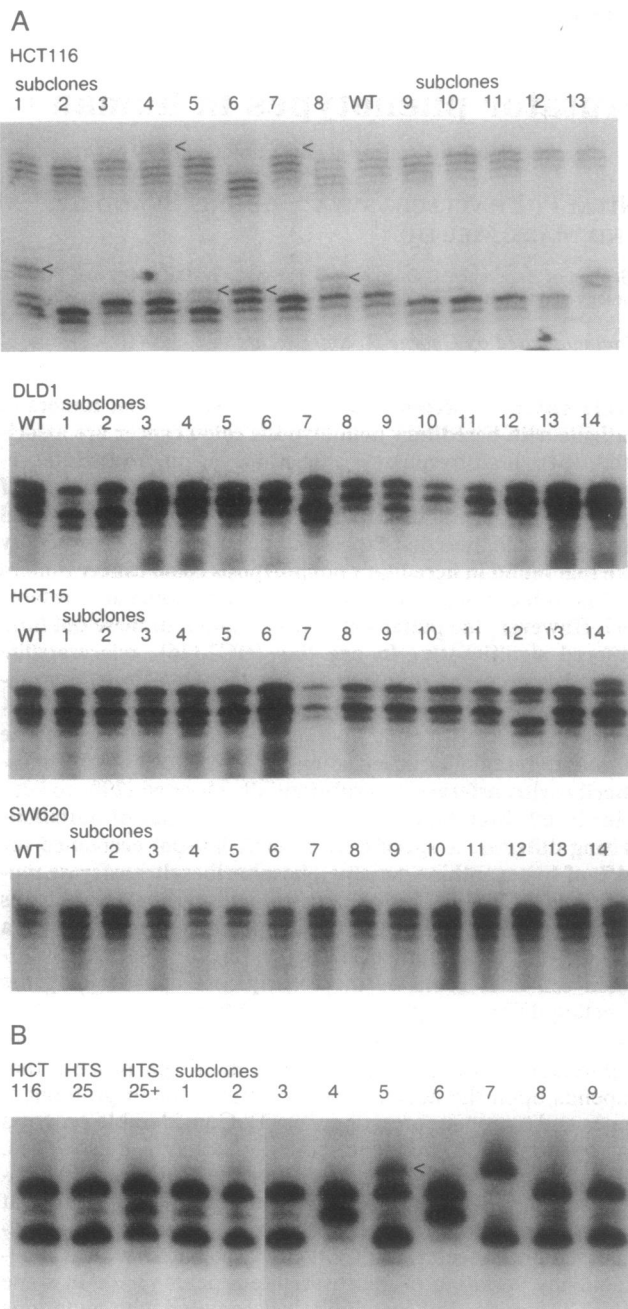 A
HCT116
subclones subclones
1 2 3 4 5 6 7 8 WT 9 10 11 12 13
<
<
<
<
<
<
DLD1
subclones
WT 1 2 3 4 5 6 7 8 9 10 11 12 13 14
HCT15
subclones
WT 1 2 3 4 5 6 7 8 9 10 11 12 13 14
SW620
subclones
WT 1 2 3 4 5 6 7 8 9 10 11 12 13 14
B
HCT HTS HTS subclones
116 25 25+ 1 2 3 4 5 6 7 8 9
<